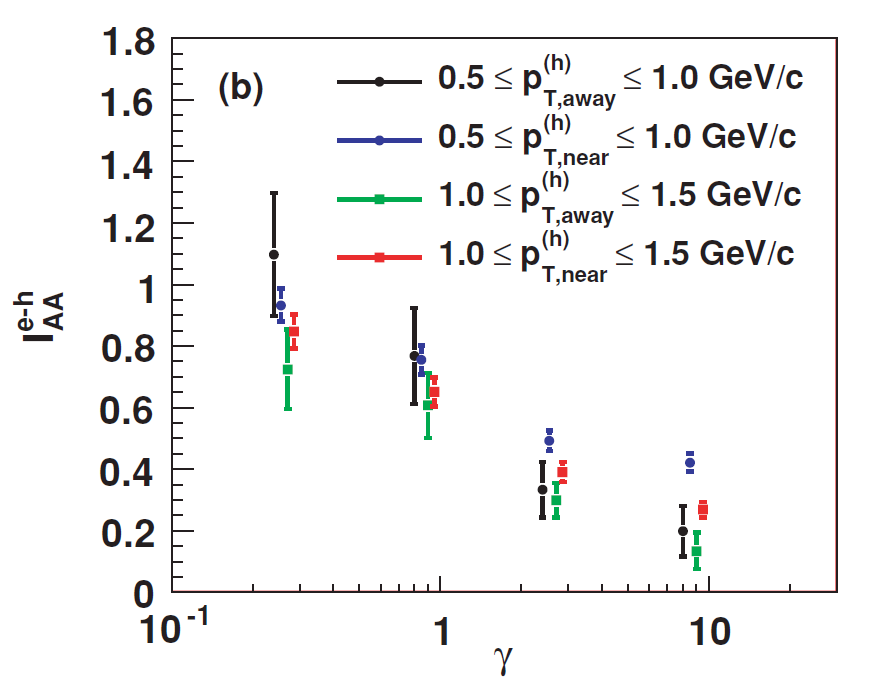 1.8
1.6
1.4
1.2
1
0.8
0.6
0.4
0.2
0
(b)
0.5 ≤ p(h)T,away ≤ 1.0 GeV/c
0.5 ≤ p(h)T,near ≤ 1.0 GeV/c
1.0 ≤ p(h)T,away ≤ 1.5 GeV/c
1.0 ≤ p(h)T,near ≤ 1.5 GeV/c
I e-h AA
10-1 1 10
γ